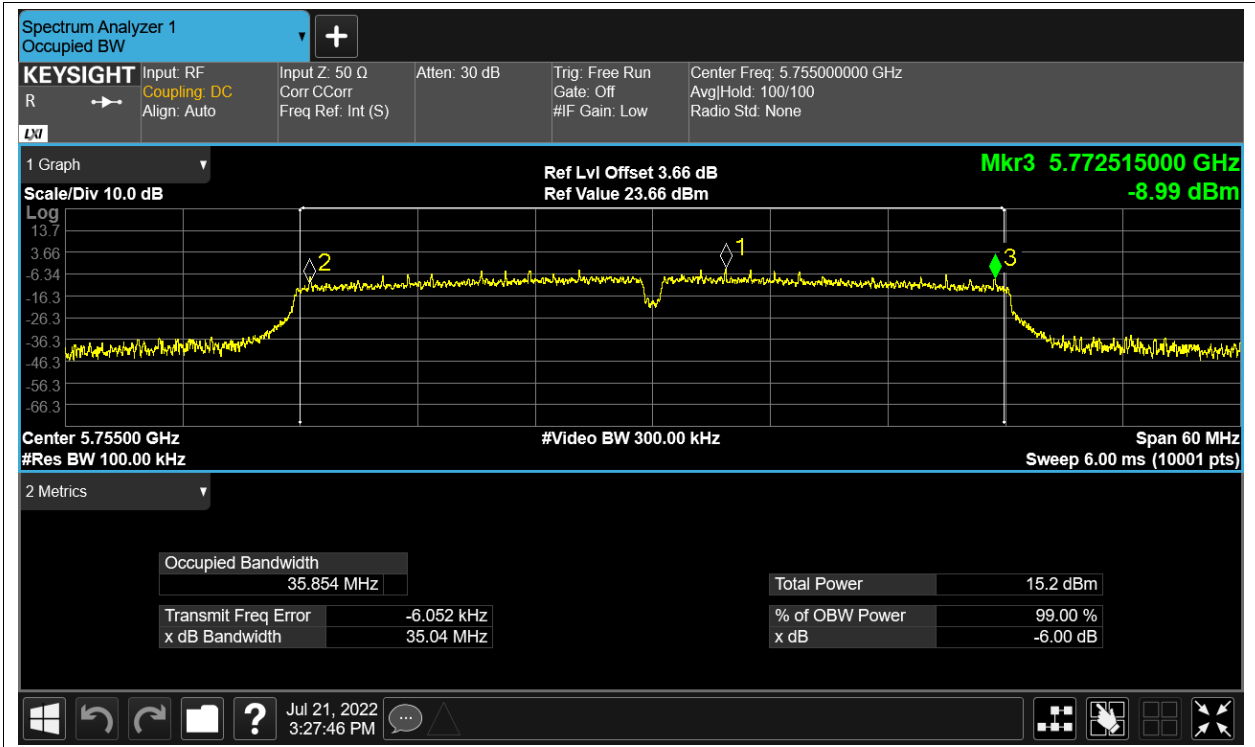 Spectrum Analyzer 1
Occupied BW
KEYSIGHT
R
LXI
Input: RF
Coupling: DC
Align: Auto
Input Z: 50 Ω
Corr CCorr
Freq Ref: Int (S)
Atten: 30 dB
Trig: Free Run
Gate: Off
#IF Gain: Low
Center Freq: 5.755000000 GHz
Avg|Hold: 100/100
Radio Std: None
1 Graph
Scale/Div 10.0 dB
Ref Lvl Offset 3.66 dB
Ref Value 23.66 dBm
Mkr3 5.772515000 GHz
-8.99 dBm
Log
13.7
3.66
-6.34
-16.3
-26.3
-36.3
-46.3
-56.3
-66.3
2
1
3
Center 5.75500 GHz
#Res BW 100.00 kHz
#Video BW 300.00 kHz
Span 60 MHz
Sweep 6.00 ms (10001 pts)
2 Metrics
Occupied Bandwidth
35.854 MHz
Transmit Freq Error -6.052 kHz
x dB Bandwidth 35.04 MHz
Total Power 15.2 dBm
% of OBW Power 99.00 %
x dB -6.00 dB
?
Jul 21, 2022
3:27:46 PM